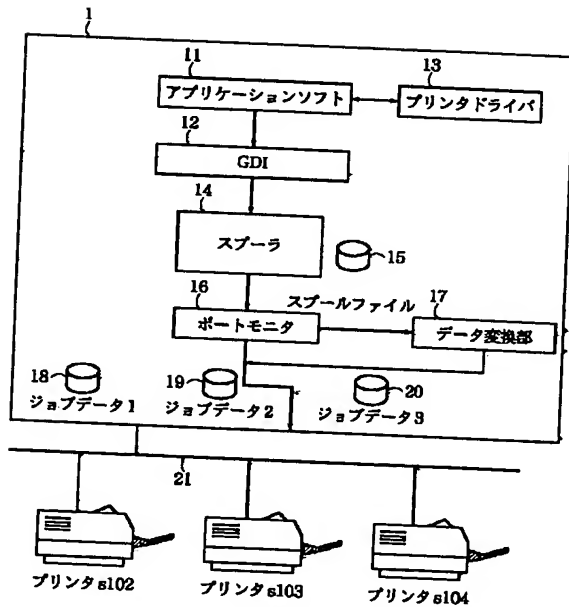 1
11
13
アプリケーションソフト
プリンタドライバ
12
GDI
14
スプーラ
15
16
スプールファイル
17
ポートモニタ
データ変換部
18
19
20
ジョブデータ1
ジョブデータ2
ジョブデータ3
21
プリンタs102
プリンタs103
プリンタs104